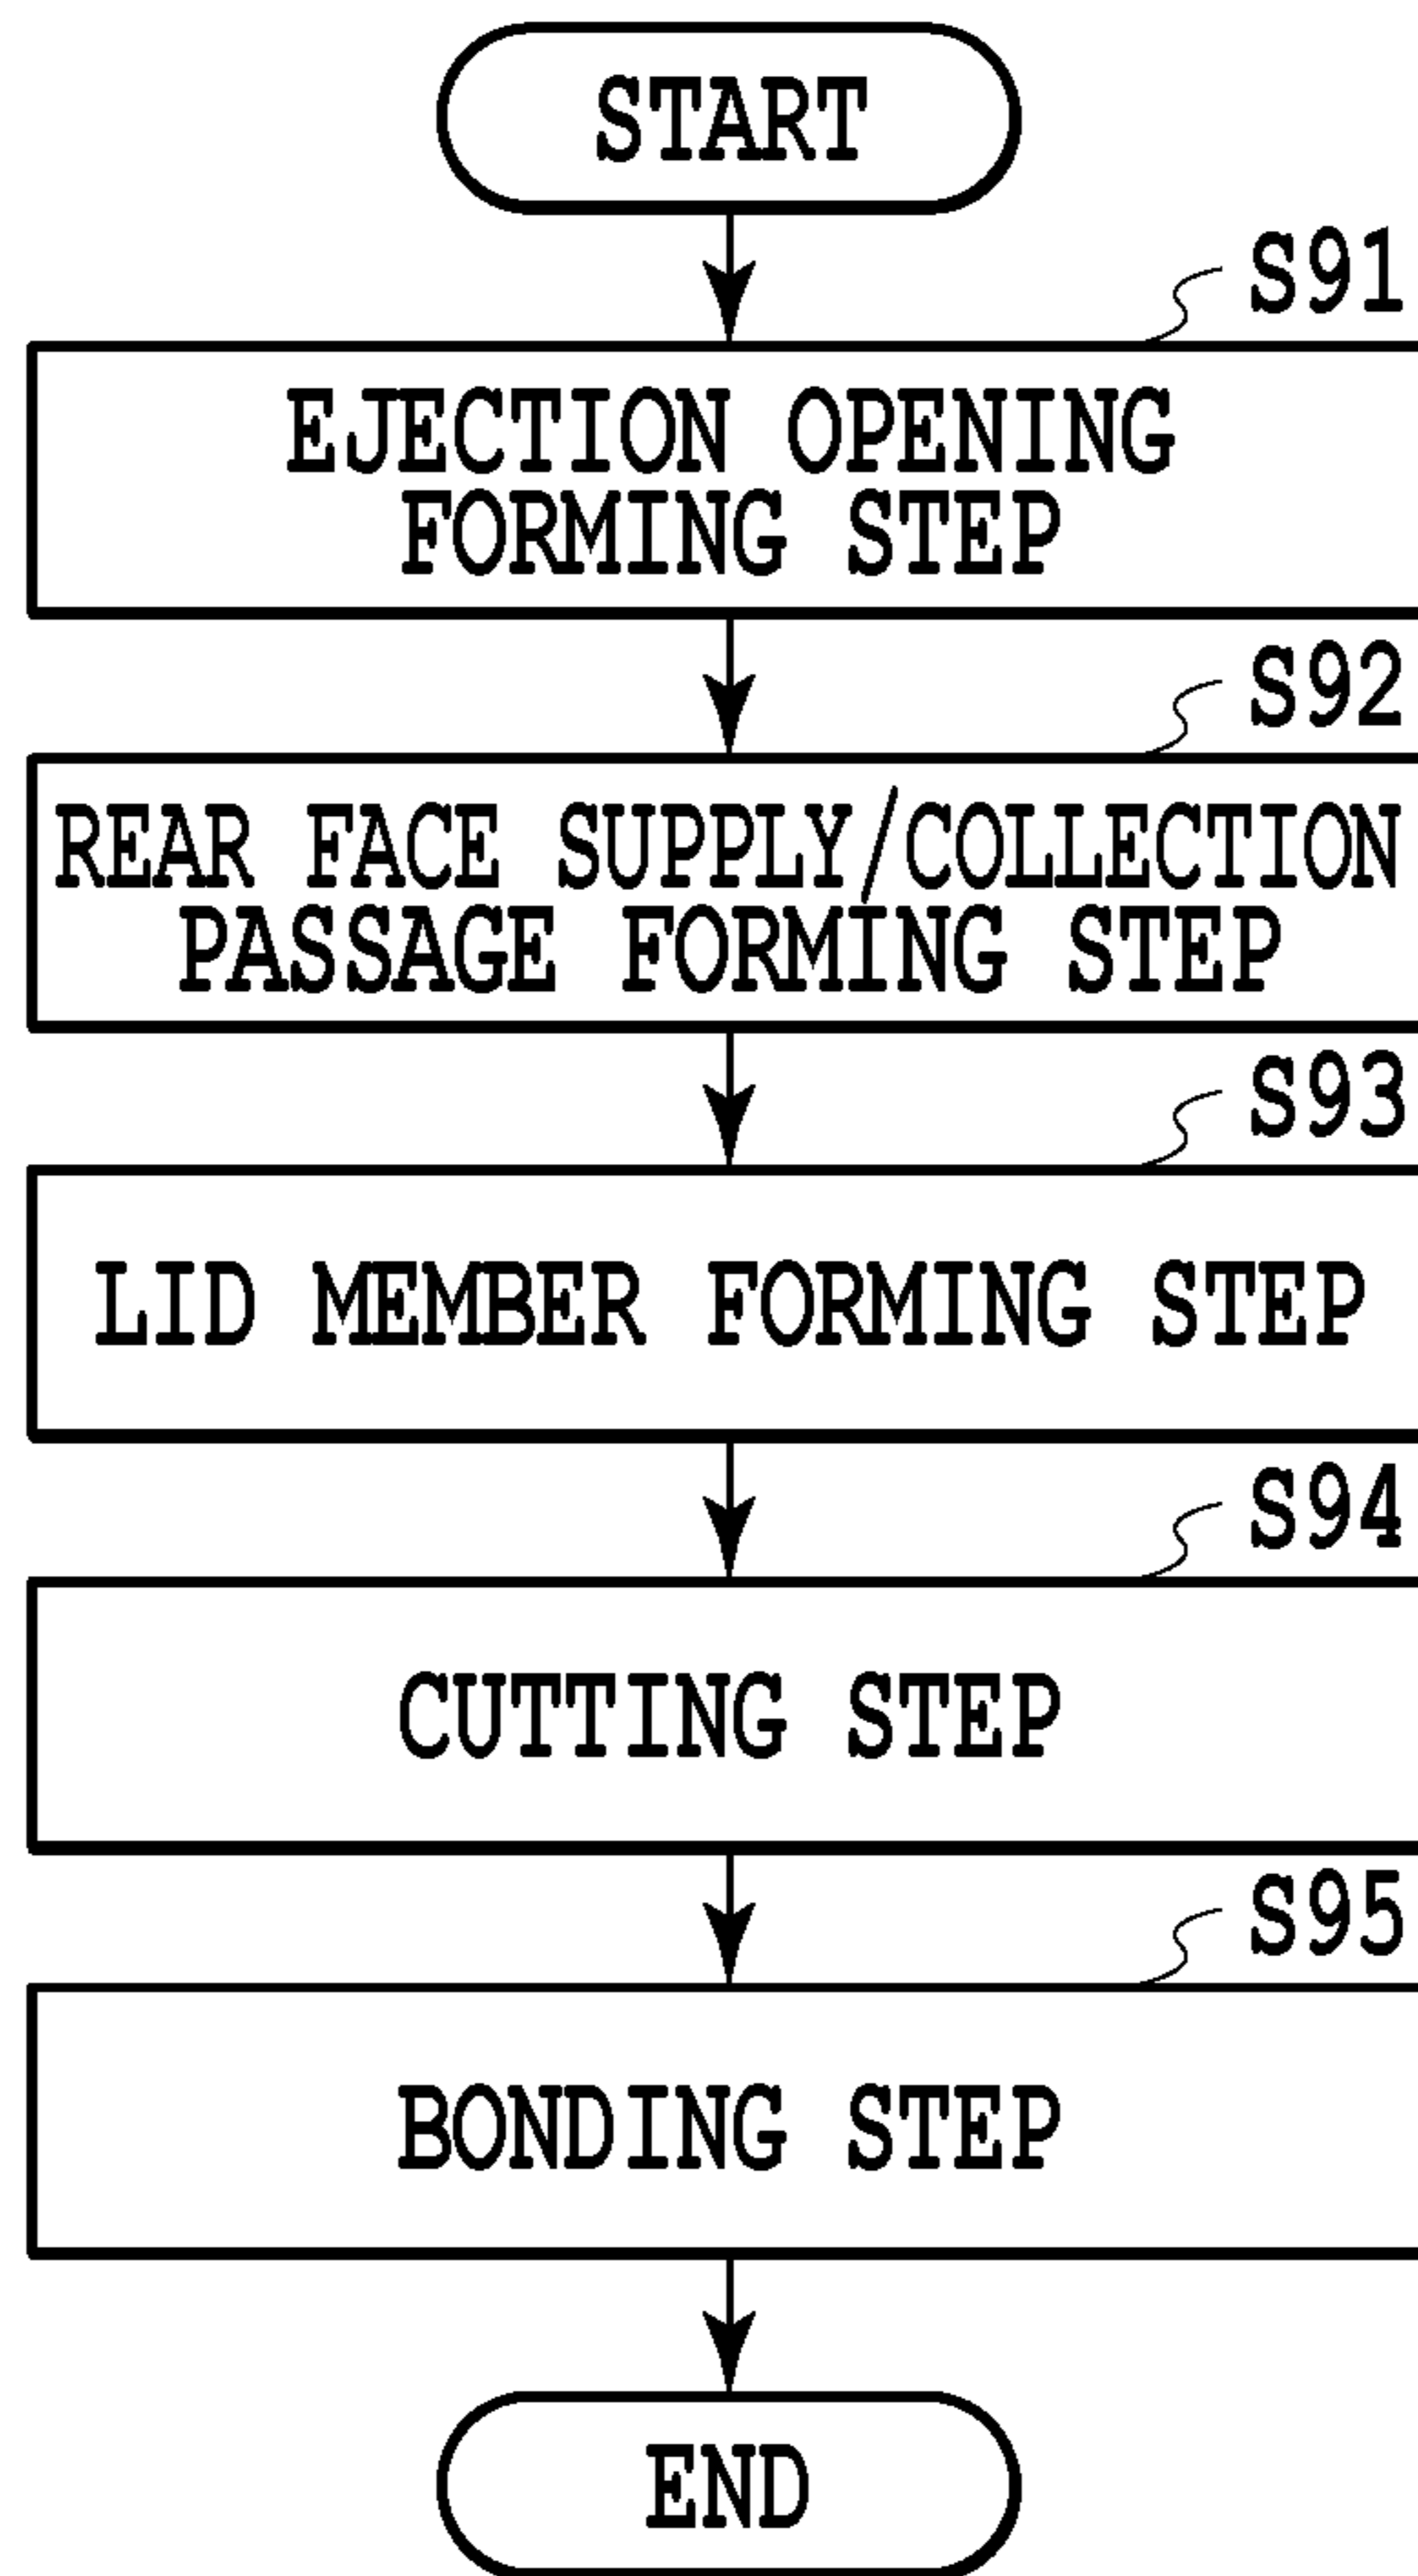 START
S91
EJECTION OPENING
FORMING STEP
S92
REAR FACE SUPPLY/COLLECTION
PASSAGE FORMING STEP
S93
LID MEMBER FORMING STEP
S94
CUTTING STEP
S95
BONDING STEP
END